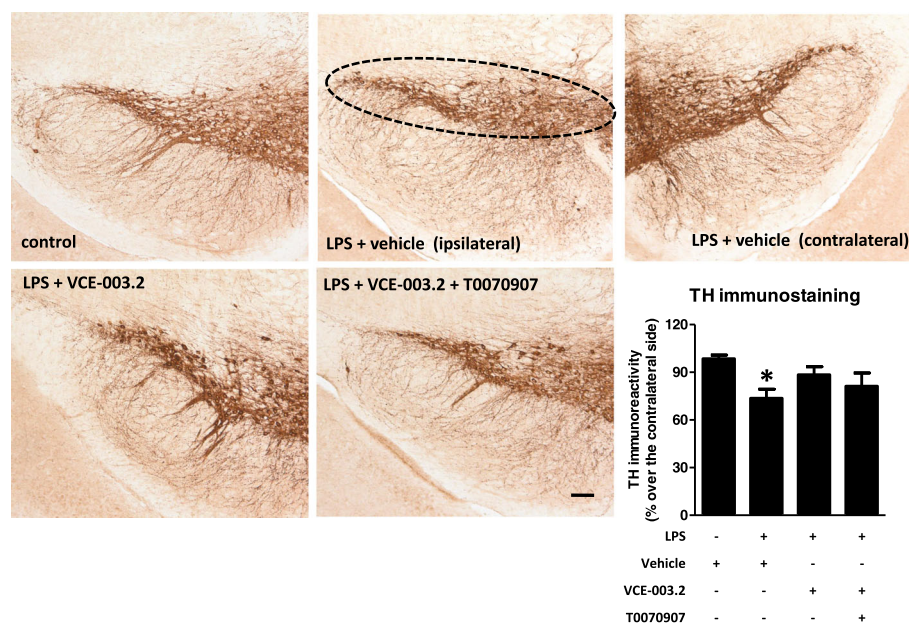 control
LPS + vehicle (ipsilateral)
LPS + vehicle (contralateral)
LPS + VCE-003.2
LPS + VCE-003.2 + T0070907
TH immunostaining
TH immunoreactivity
(% over the contralateral side)
120
90
60
30
0
*
LPS - + + +
Vehicle + + - -
VCE-003.2 - - + +
T0070907 - - - +